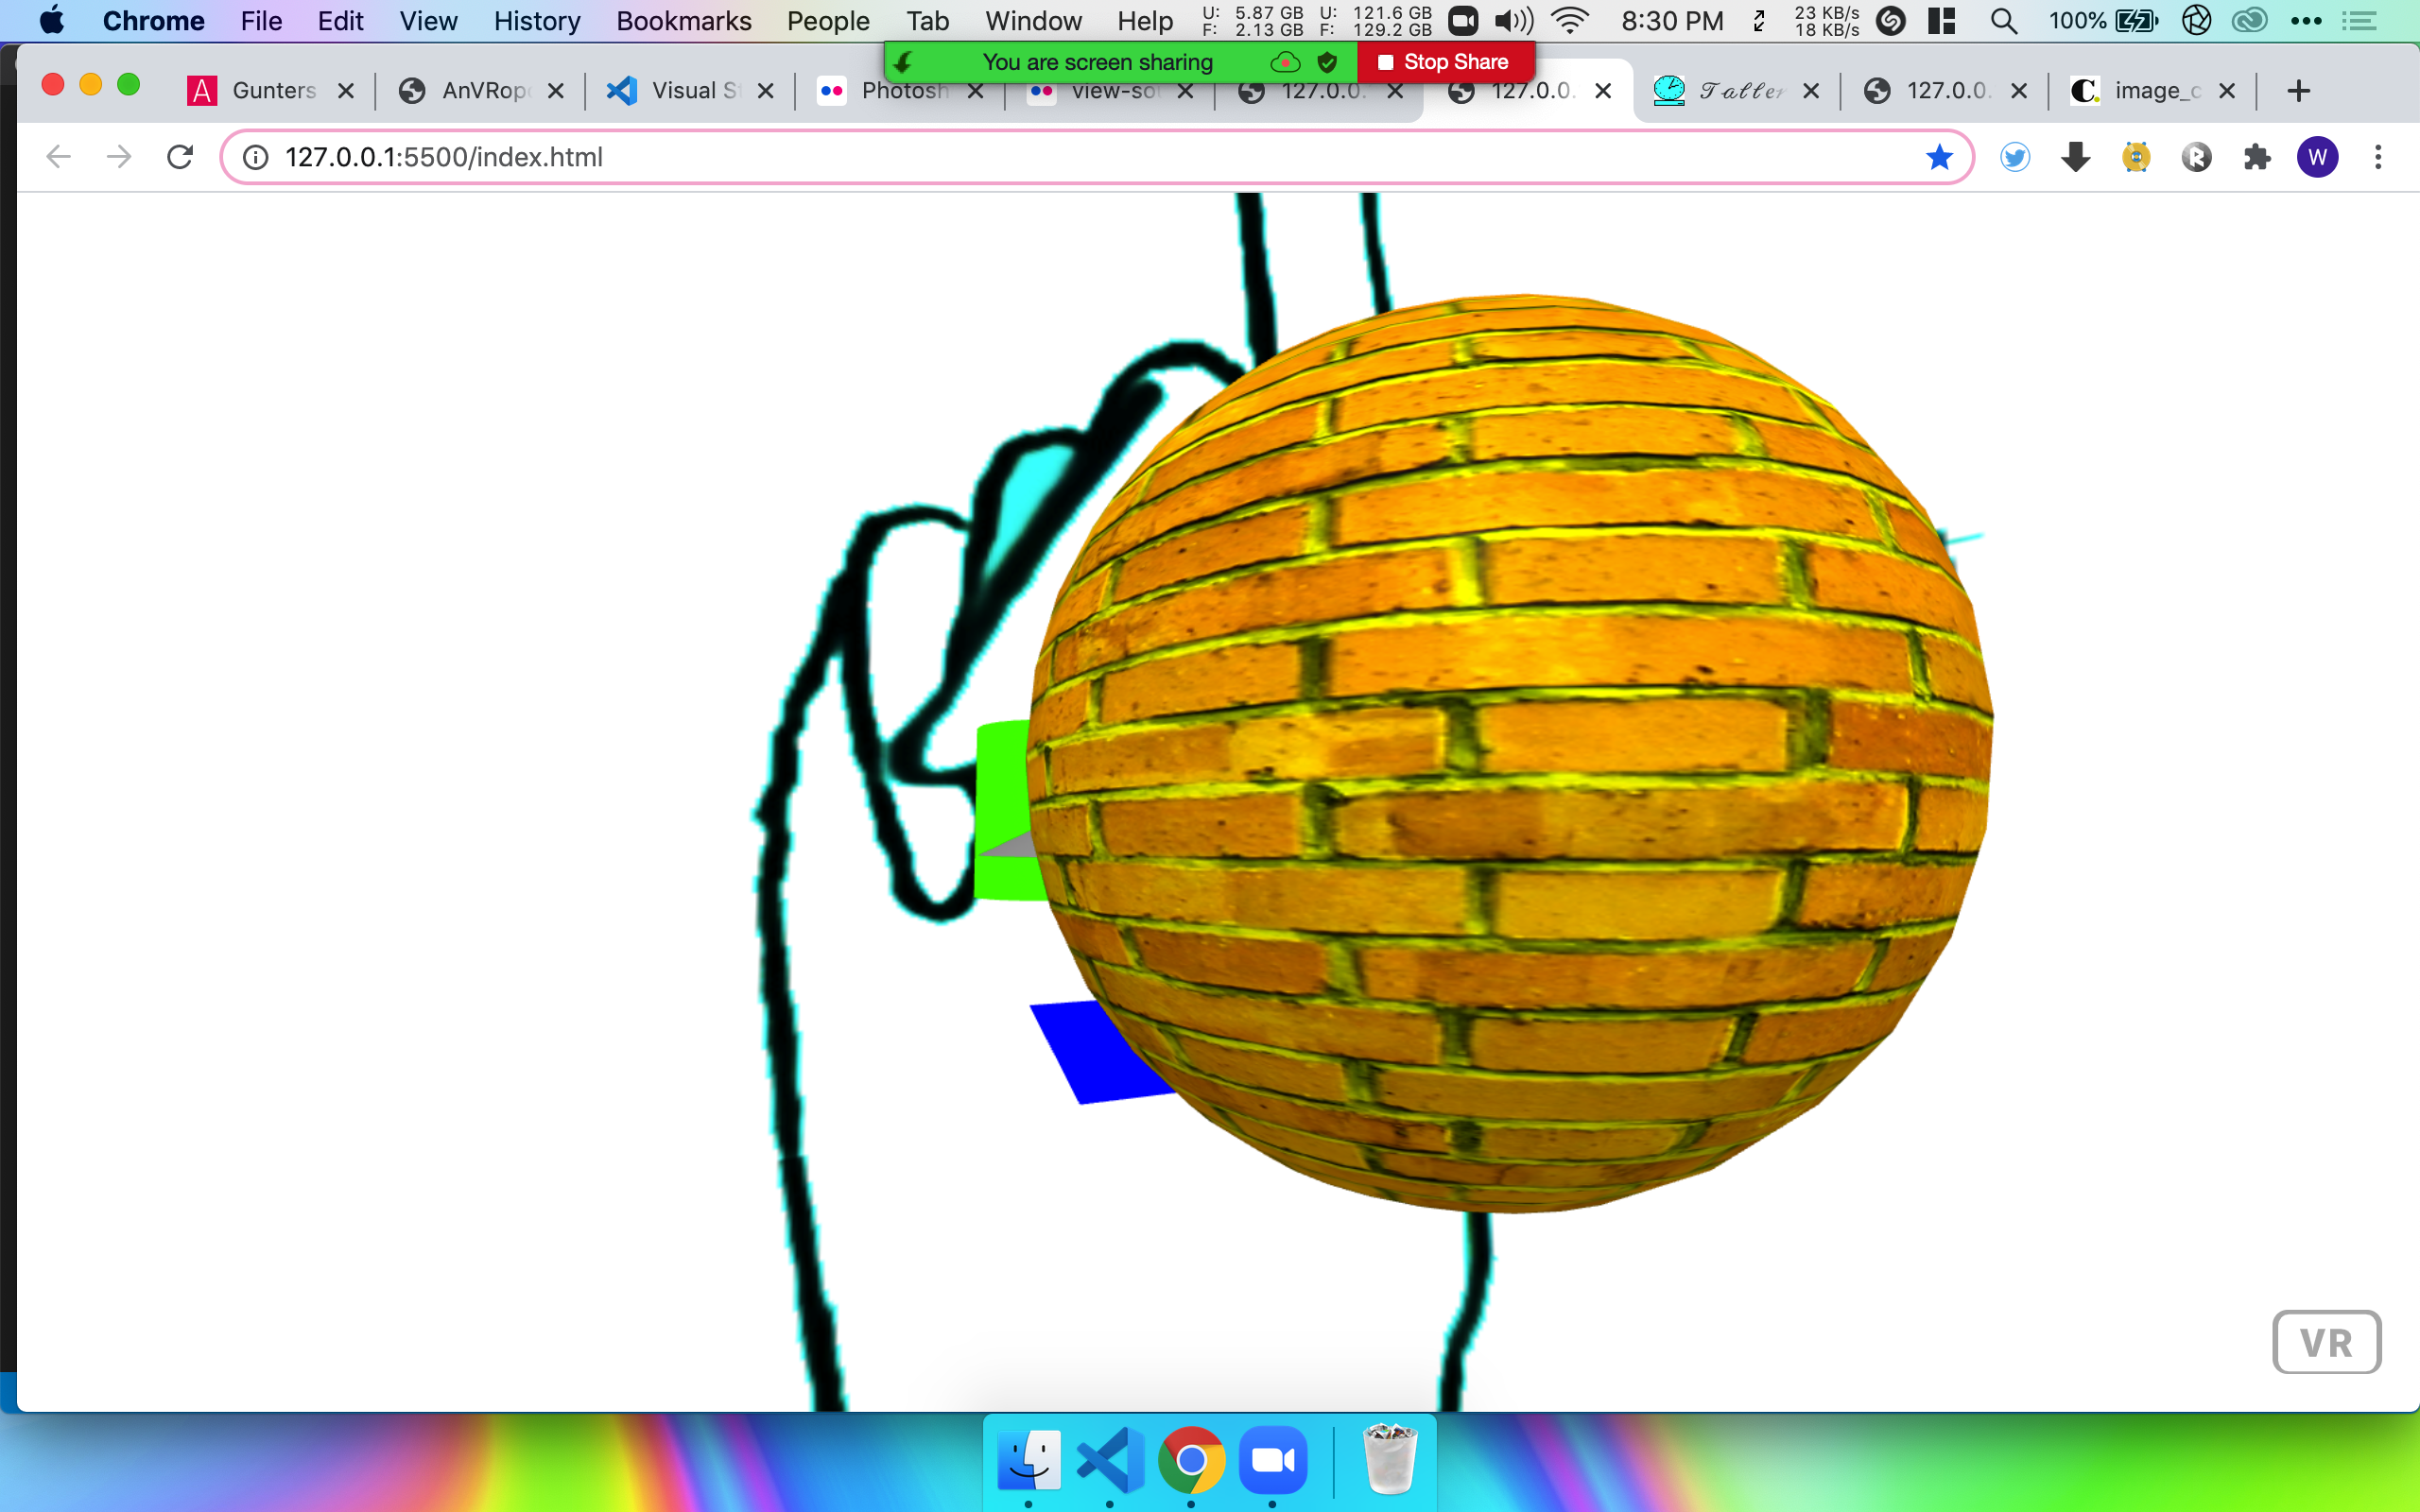 Chrome File Edit View History Bookmarks People Tab Window Help U: 5.87 GB U: 121.6 GB 8:30 PM 23 KB/s 100%
F: 2.13 GB F: 129.2 GB 18 KB/s
You are screen sharing Stop Share
A Gunters AnVRop Visual S Photosh view-so 127.0.0. 127.0.0. 𝒯𝒶𝓁𝓁ℯ𝓇 127.0.0. C. image_c
127.0.0.1:5500/index.html W
VR